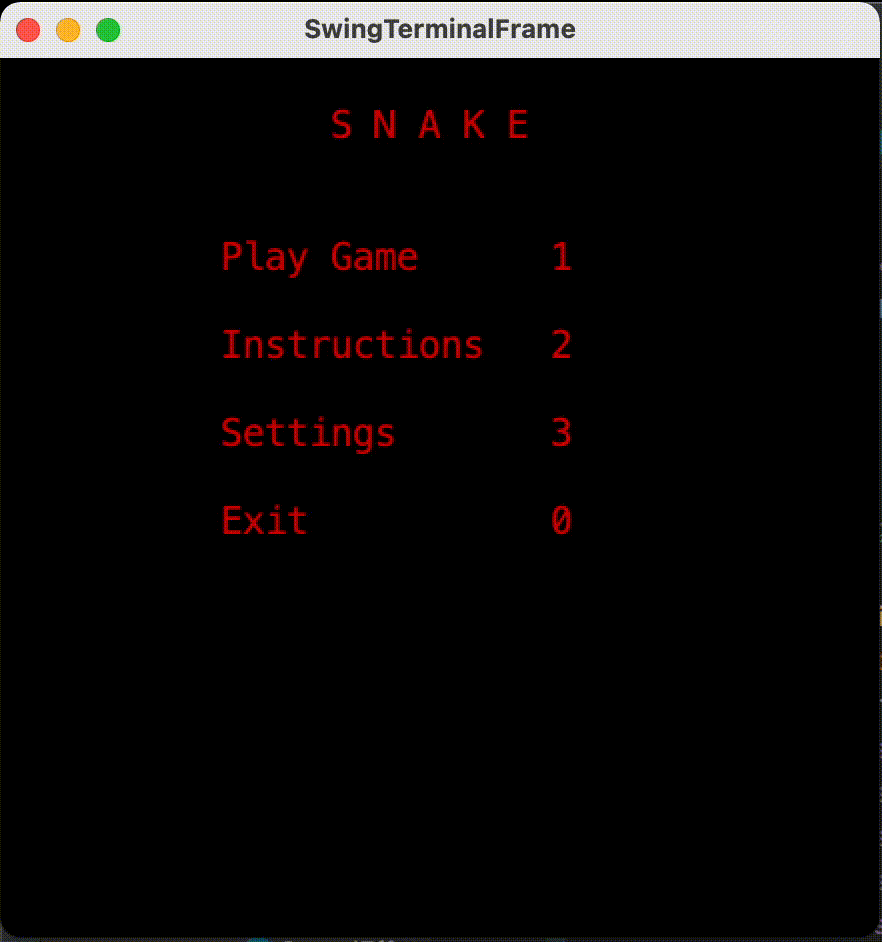 SwingTerminalFrame
S N A K E
Play Game 1
Instructions 2
Settings 3
Exit 0